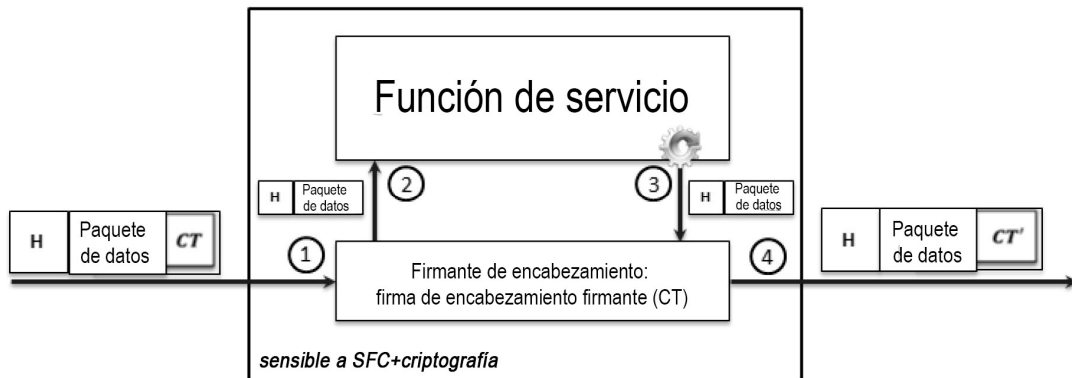 Función de servicio
2
3
H
Paquete
de datos
H
Paquete
de datos
H
Paquete
de datos
CT
1
Firmante de encabezamiento:
firma de encabezamiento firmante (CT)
4
H
Paquete
de datos
CT'
sensible a SFC+criptografía